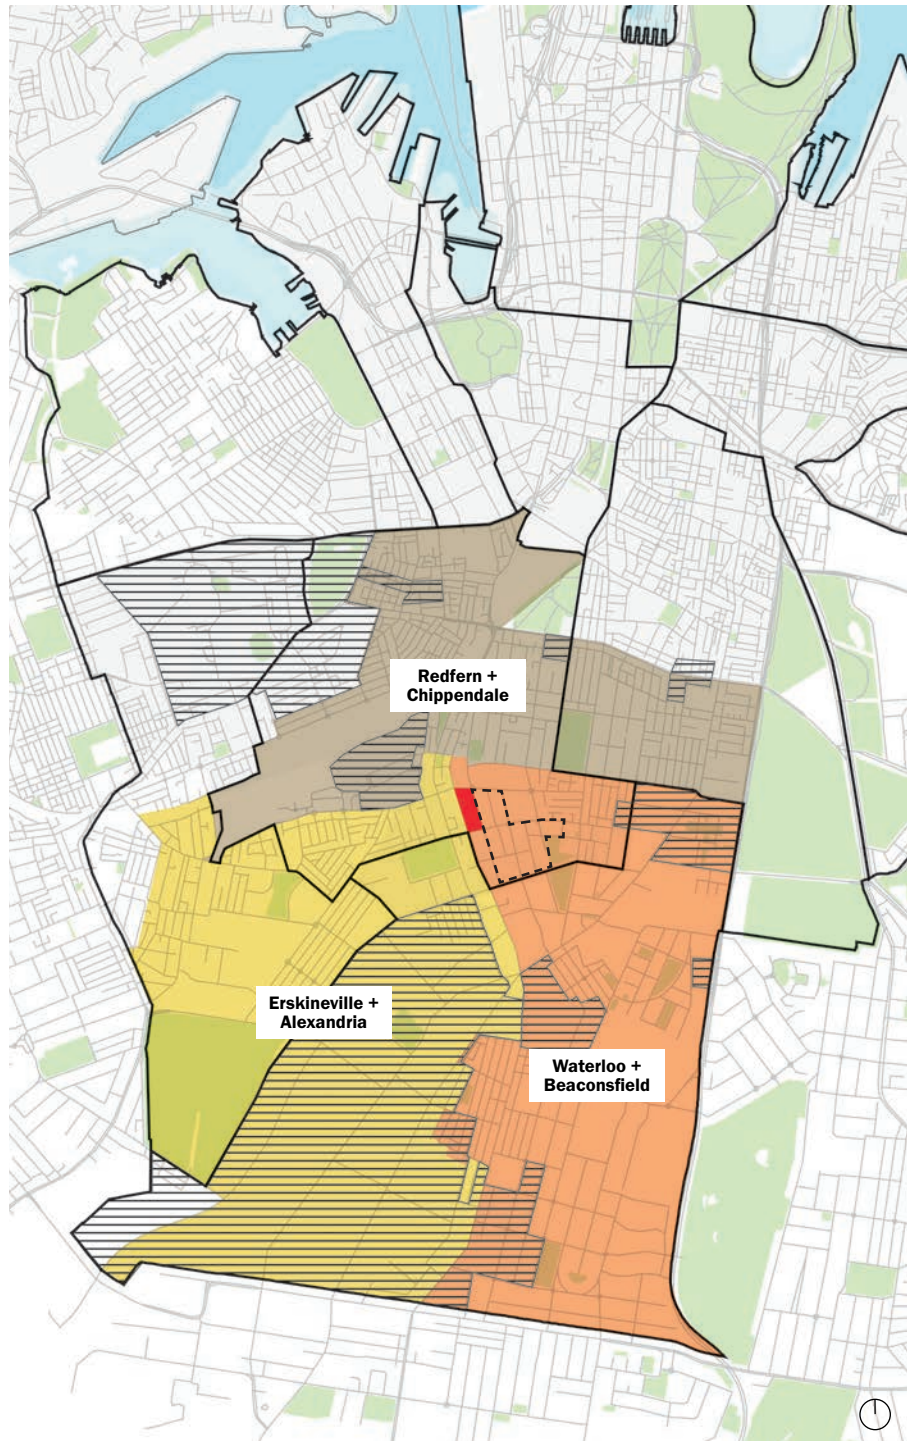 Redfern +
Chippendale
Erskineville +
Alexandria
Waterloo +
Beaconsfield